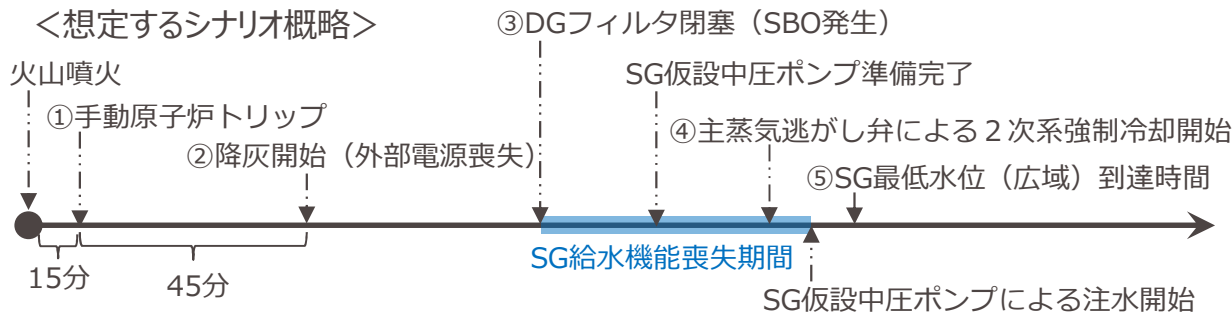 <想定するシナリオ概略>
③DGフィルタ閉塞(SBO発生)
火山噴火
SG仮設中圧ポンプ準備完了
①手動原子炉トリップ
④主蒸気逃がし弁による2次系強制冷却開始
②降灰開始(外部電源喪失)
⑤SG最低水位(広域)到達時間
SG給水機能喪失期間
15分
45分
SG仮設中圧ポンプによる注水開始